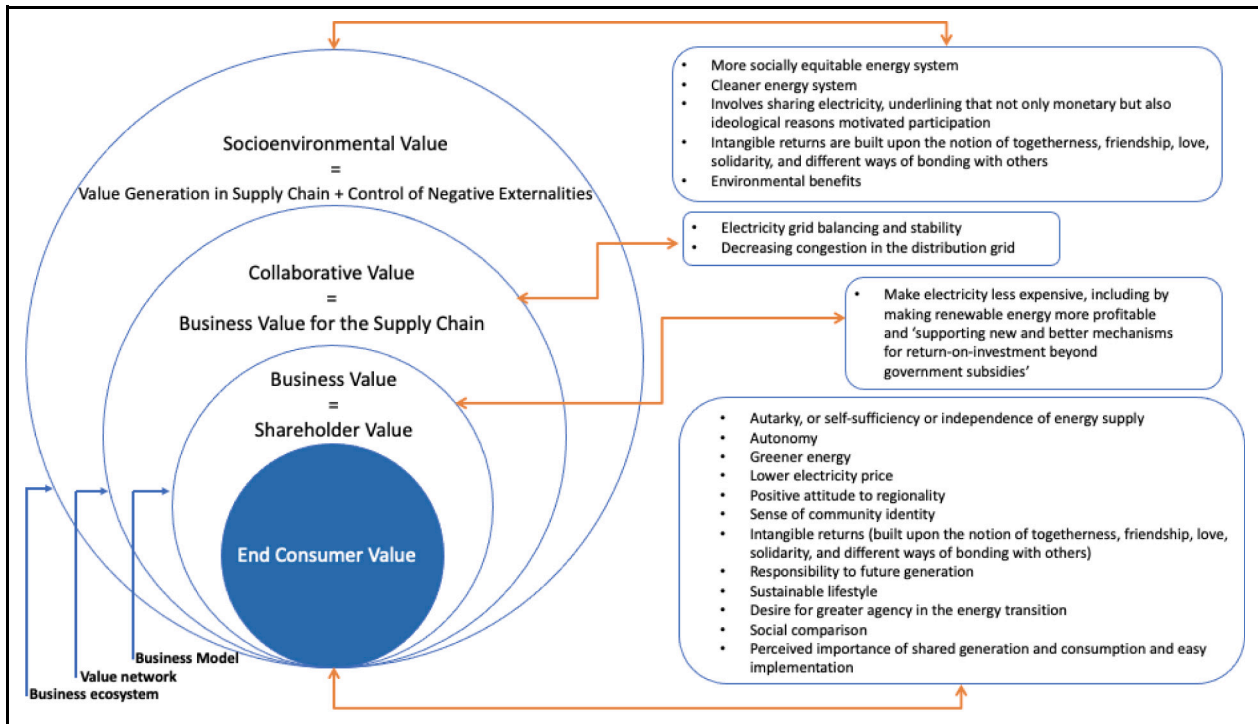 Socioenvironmental Value
=
Value Generation in Supply Chain + Control of Negative Externalities
Collaborative Value
=
Business Value for the Supply Chain
Business Value
=
Shareholder Value
End Consumer Value
Business Model
Value network
Business ecosystem
• More socially equitable energy system
• Cleaner energy system
• Involves sharing electricity, underlining that not only monetary but also
ideological reasons motivated participation
• Intangible returns are built upon the notion of togetherness, friendship, love,
solidarity, and different ways of bonding with others
• Environmental benefits
• Electricity grid balancing and stability
• Decreasing congestion in the distribution grid
• Make electricity less expensive, including by
making renewable energy more profitable
and ‘supporting new and better mechanisms
for return-on-investment beyond
government subsidies’
• Autarky, or self-sufficiency or independence of energy supply
• Autonomy
• Greener energy
• Lower electricity price
• Positive attitude to regionality
• Sense of community identity
• Intangible returns (built upon the notion of togetherness, friendship, love,
solidarity, and different ways of bonding with others)
• Responsibility to future generation
• Sustainable lifestyle
• Desire for greater agency in the energy transition
• Social comparison
• Perceived importance of shared generation and consumption and easy
implementation